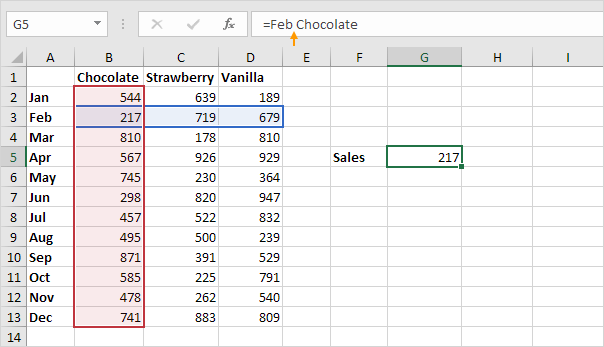 G5 fx =Feb Chocolate
A B C D E F G H I
1 Chocolate Strawberry Vanilla
2 Jan 544 639 189
3 Feb 217 719 679
4 Mar 810 178 810
5 Apr 567 926 929 Sales 217
6 May 745 230 364
7 Jun 298 820 947
8 Jul 457 522 832
9 Aug 495 500 239
10 Sep 871 391 529
11 Oct 585 225 791
12 Nov 478 262 540
13 Dec 741 883 809
14